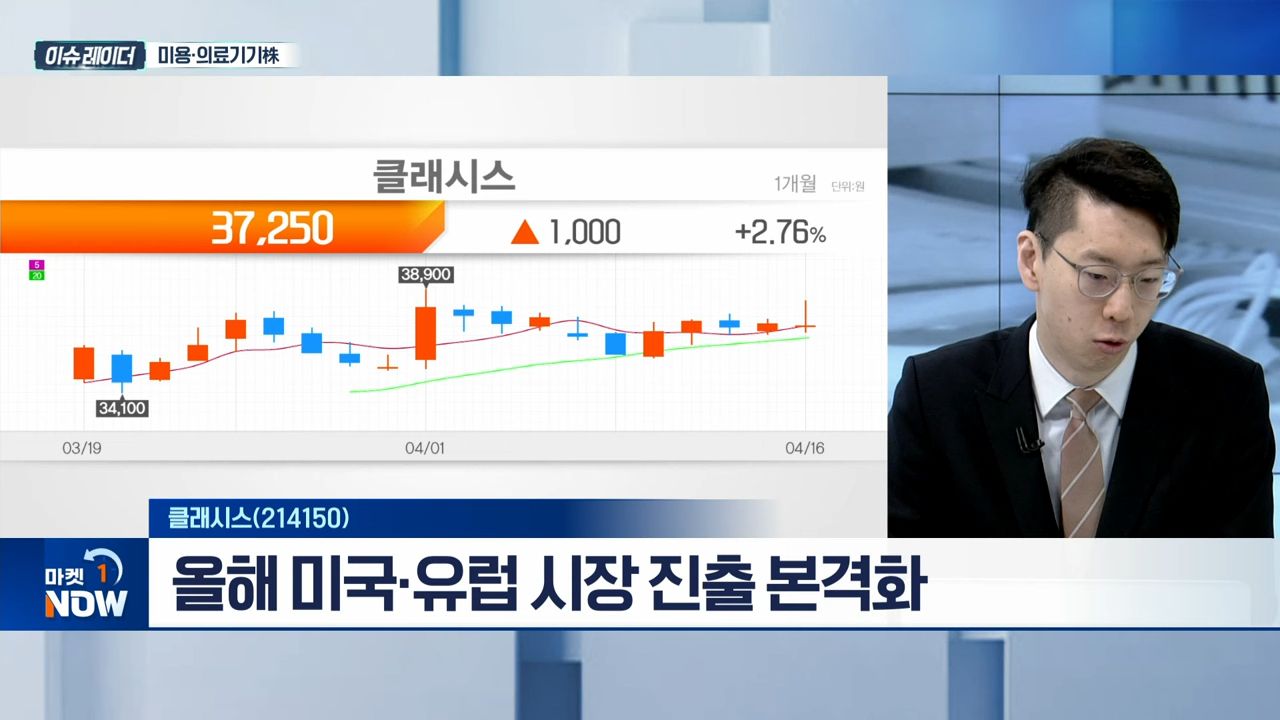 이슈레이더 미용·의료기기株
클래시스
1개월 단위:원
37,250 ▲ 1,000 +2.76%
5
20
38,900
34,100
03/19 04/01 04/16
클래시스(214150)
마켓 1
NOW
올해 미국·유럽 시장 진출 본격화